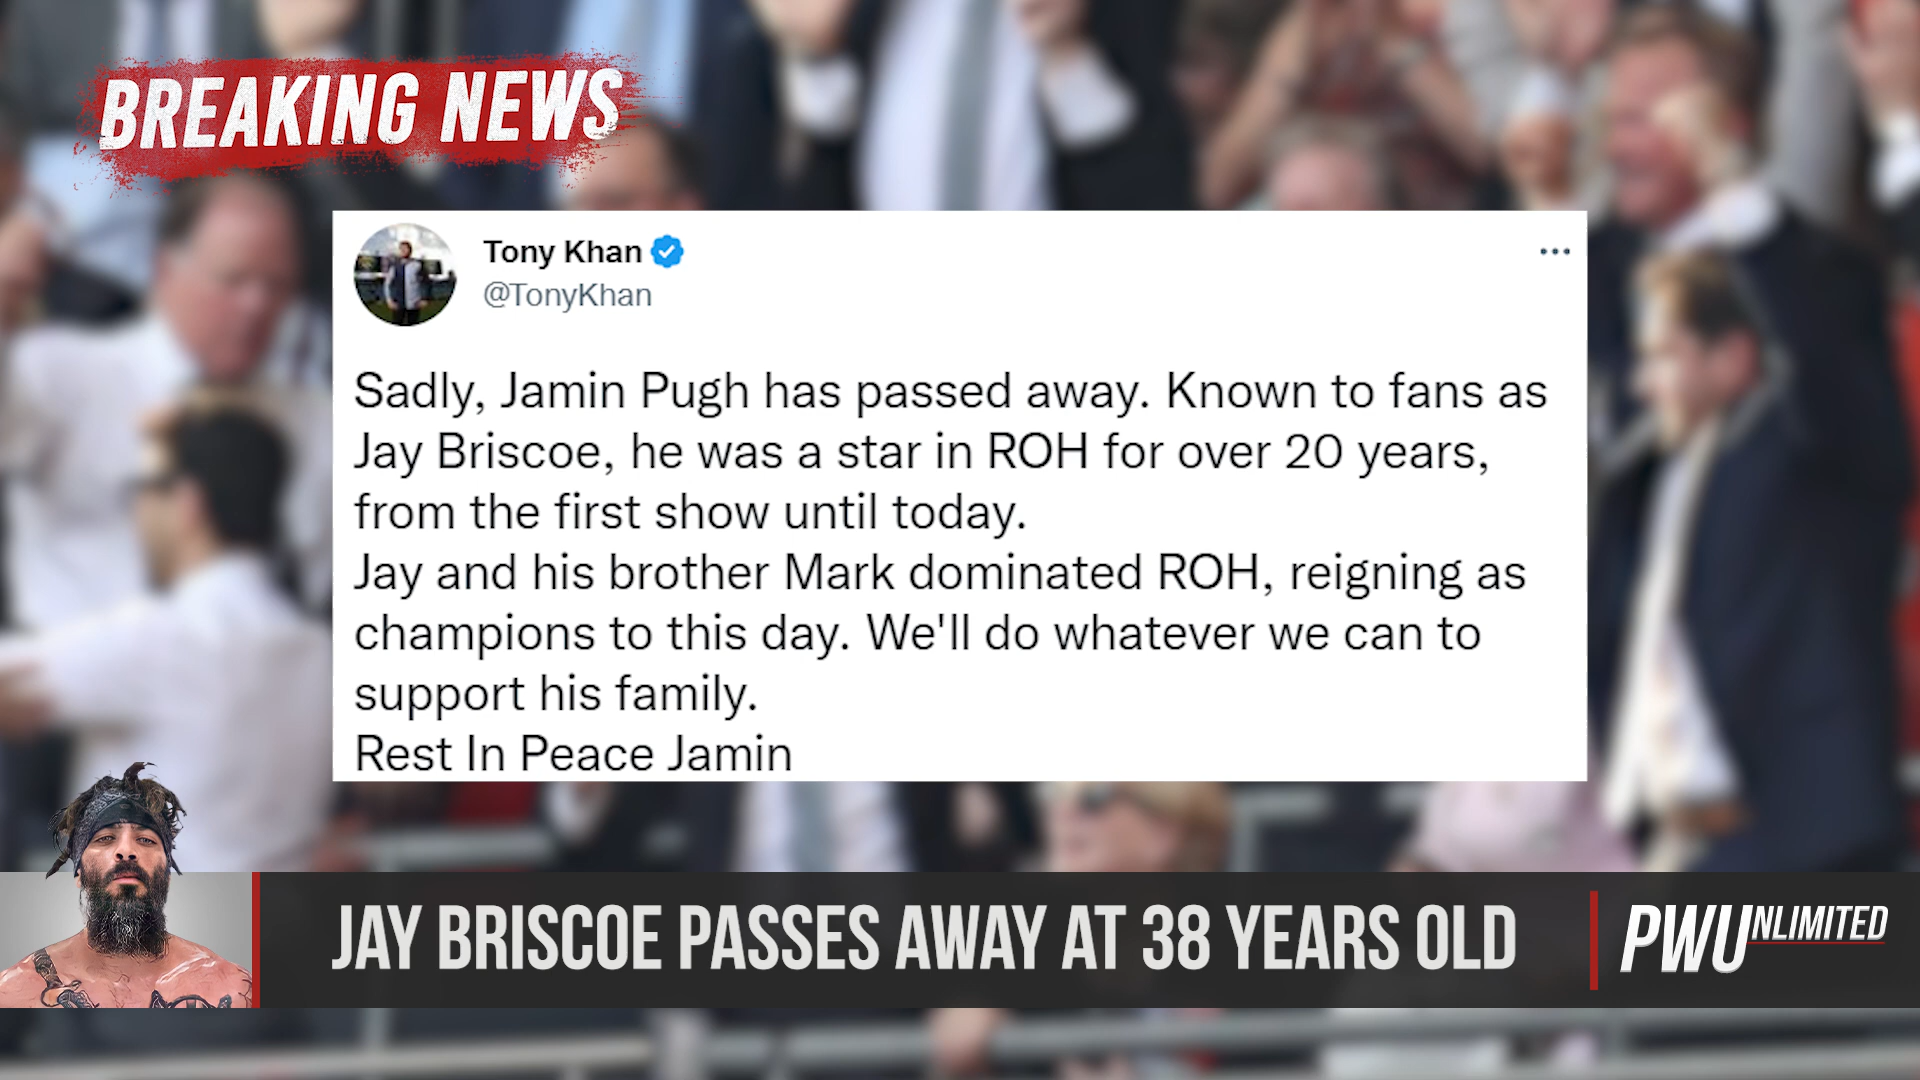 BREAKING NEWS
Tony Khan
@TonyKhan
Sadly, Jamin Pugh has passed away. Known to fans as
Jay Briscoe, he was a star in ROH for over 20 years,
from the first show until today.
Jay and his brother Mark dominated ROH, reigning as
champions to this day. We'll do whatever we can to
support his family.
Rest In Peace Jamin
JAY BRISCOE PASSES AWAY AT 38 YEARS OLD
PWUNLIMITED